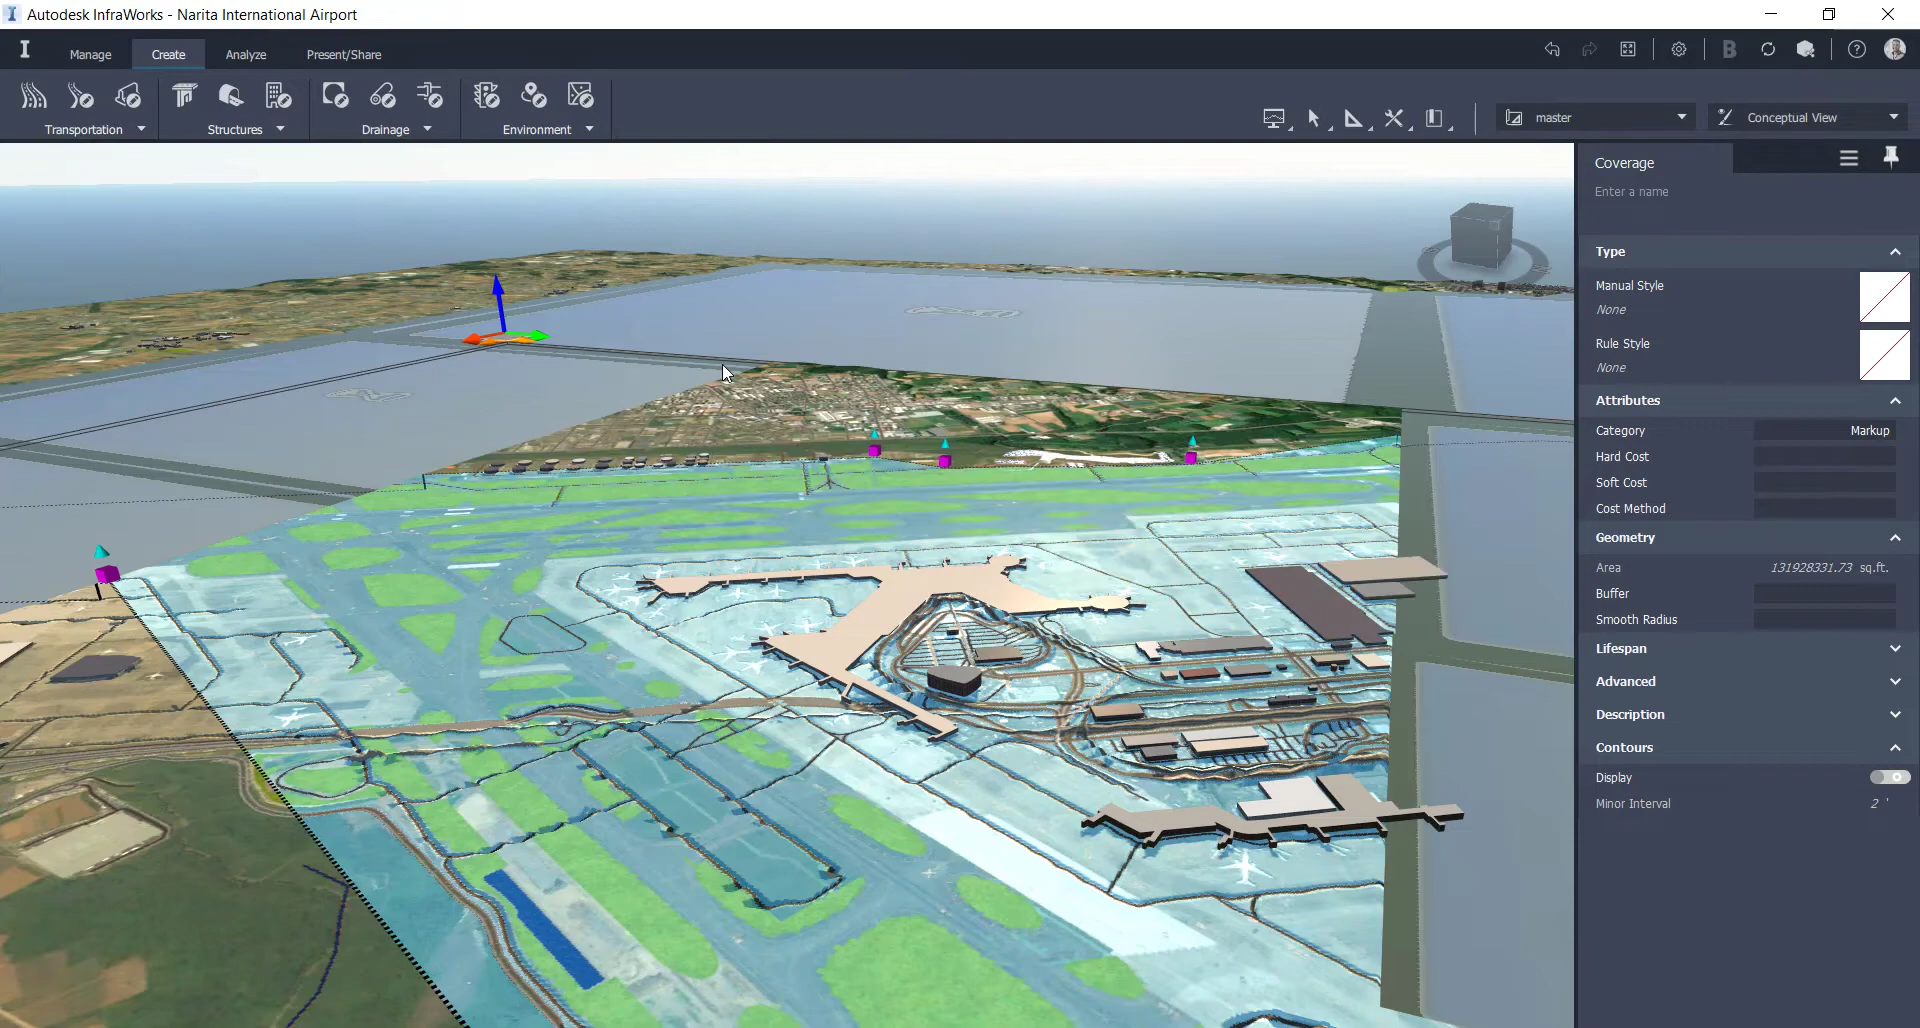 Autodesk InfraWorks - Narita International Airport
Manage
Create
Analyze
Present/Share
Transportation
Structures
Drainage
Environment
master
Conceptual View
Coverage
Enter a name
Type
Manual Style
None
Rule Style
None
Attributes
Category Markup
Hard Cost
Soft Cost
Cost Method
Geometry
Area 131928331.73 sq.ft.
Buffer
Smooth Radius
Lifespan
Advanced
Description
Contours
Display
Minor Interval 2 '